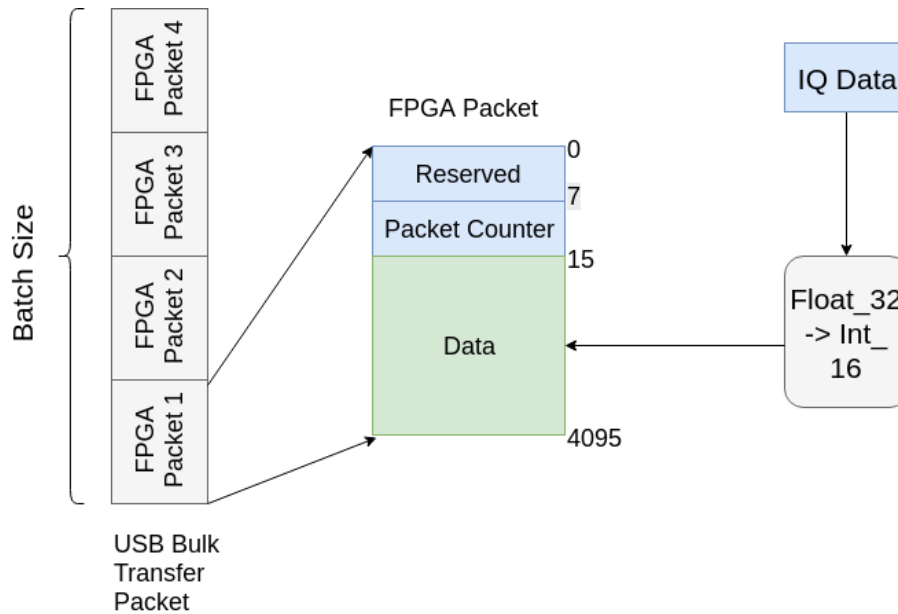 Batch Size
FPGA
Packet 4
FPGA
Packet 3
FPGA
Packet 2
FPGA
Packet 1
USB Bulk
Transfer
Packet
FPGA Packet
0
Reserved
7
Packet Counter
15
Data
4095
IQ Data
Float_32
-> Int_
16